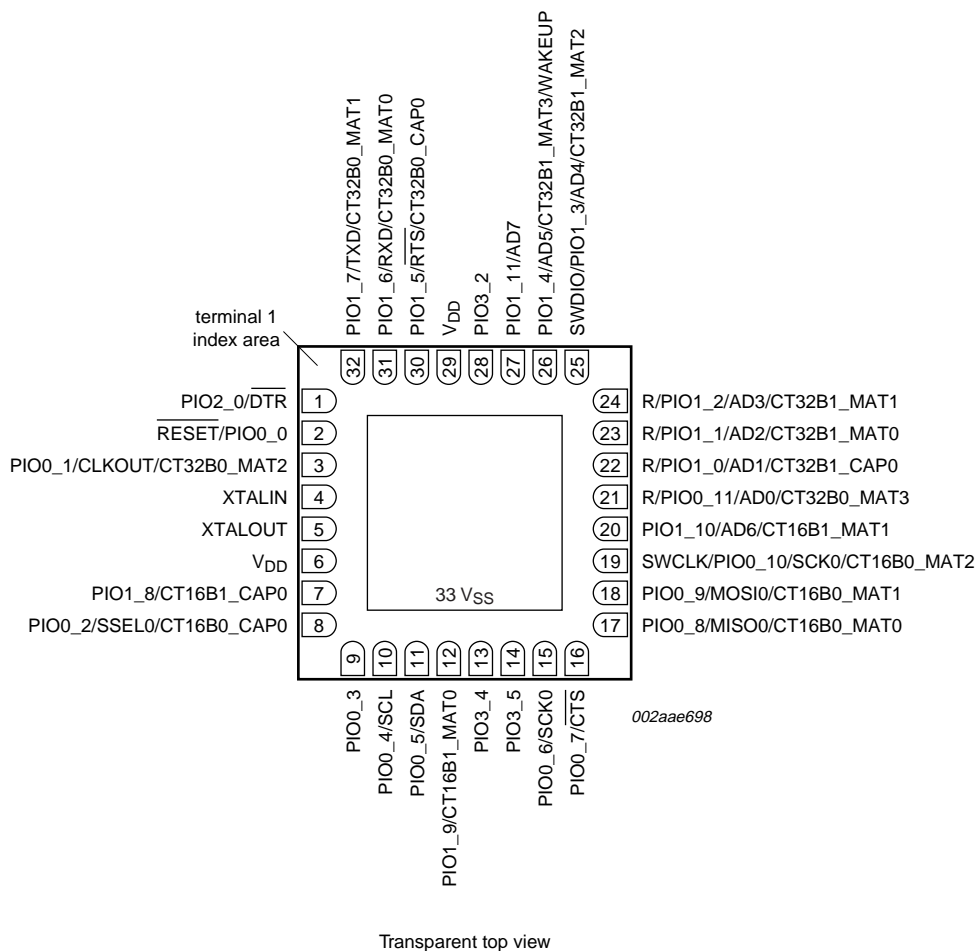 PIO1_7/TXD/CT32B0_MAT1
PIO1_6/RXD/CT32B0_MAT0
PIO1_5/RTS/CT32B0_CAP0
VDD
PIO3_2
PIO1_11/AD7
PIO1_4/AD5/CT32B1_MAT3/WAKEUP
SWDIO/PIO1_3/AD4/CT32B1_MAT2
terminal 1
index area
32 31 30 29 28 27 26 25
PIO2_0/DTR 1 24 R/PIO1_2/AD3/CT32B1_MAT1
RESET/PIO0_0 2 23 R/PIO1_1/AD2/CT32B1_MAT0
PIO0_1/CLKOUT/CT32B0_MAT2 3 22 R/PIO1_0/AD1/CT32B1_CAP0
XTALIN 4 21 R/PIO0_11/AD0/CT32B0_MAT3
XTALOUT 5 20 PIO1_10/AD6/CT16B1_MAT1
VDD 6 19 SWCLK/PIO0_10/SCK0/CT16B0_MAT2
PIO1_8/CT16B1_CAP0 7 33 VSS 18 PIO0_9/MOSI0/CT16B0_MAT1
PIO0_2/SSEL0/CT16B0_CAP0 8 17 PIO0_8/MISO0/CT16B0_MAT0
9 10 11 12 13 14 15 16
PIO0_3
PIO0_4/SCL
PIO0_5/SDA
PIO1_9/CT16B1_MAT0
PIO3_4
PIO3_5
PIO0_6/SCK0
PIO0_7/CTS
002aae698
Transparent top view